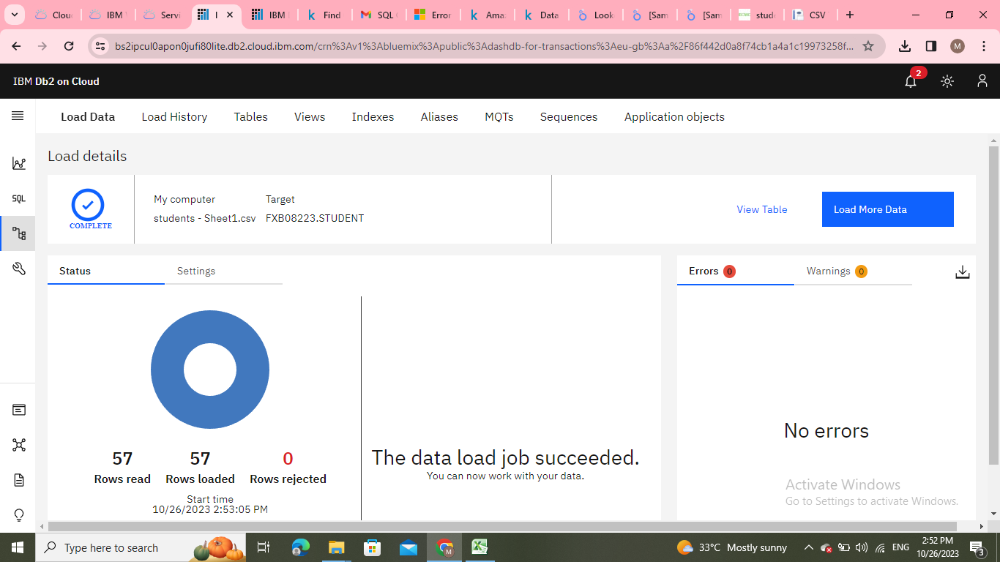 Cloud
IBM
Servi
I
IBM
Find
SQL
Error
Ama
Data
Look
[Sam
[Sam
stude
CSV
bs2ipcul0apon0jufi80lite.db2.cloud.ibm.com/crn%3Av1%3Abluemix%3Apublic%3Adashdb-for-transactions%3Aeu-gb%3Aa%2F86f442d0a8f74cb1a4a1c19973258f...
M
IBM Db2 on Cloud
2
Load Data Load History Tables Views Indexes Aliases MQTs Sequences Application objects
SQL
Load details
COMPLETE
My computer Target
students - Sheet1.csv FXB08223.STUDENT
View Table
Load More Data
Status Settings
Errors 0 Warnings 0
57 57 0
Rows read Rows loaded Rows rejected
Start time
10/26/2023 2:53:05 PM
The data load job succeeded.
You can now work with your data.
No errors
Activate Windows
Go to Settings to activate Windows.
Type here to search
33°C Mostly sunny
ENG
2:52 PM
10/26/2023
3